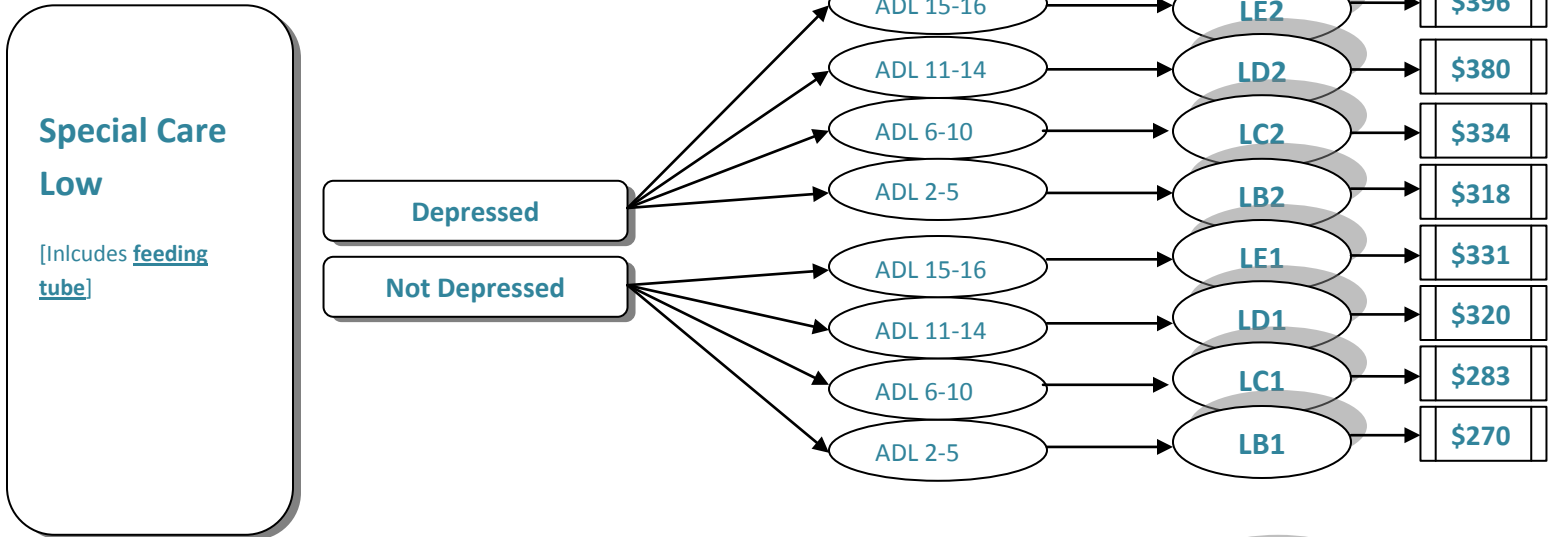 Special Care
Low
[Inlcudes feeding
tube]
Depressed
Not Depressed
ADL 15-16 LE2 $396
ADL 11-14 LD2 $380
ADL 6-10 LC2 $334
ADL 2-5 LB2 $318
ADL 15-16 LE1 $331
ADL 11-14 LD1 $320
ADL 6-10 LC1 $283
ADL 2-5 LB1 $270